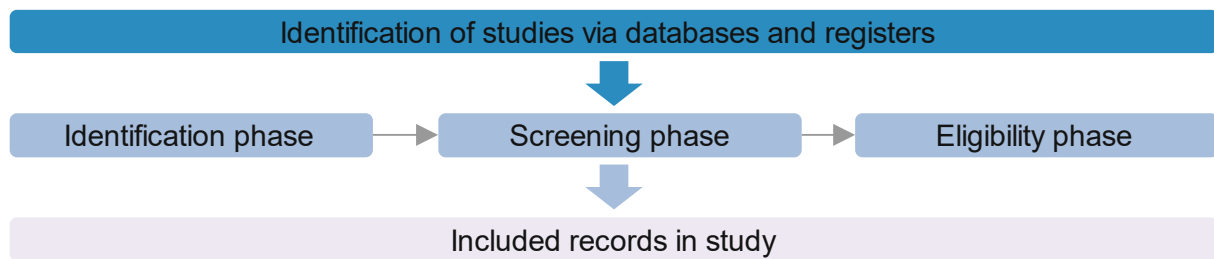 Identification of studies via databases and registers
Identification phase
Screening phase
Eligibility phase
Included records in study